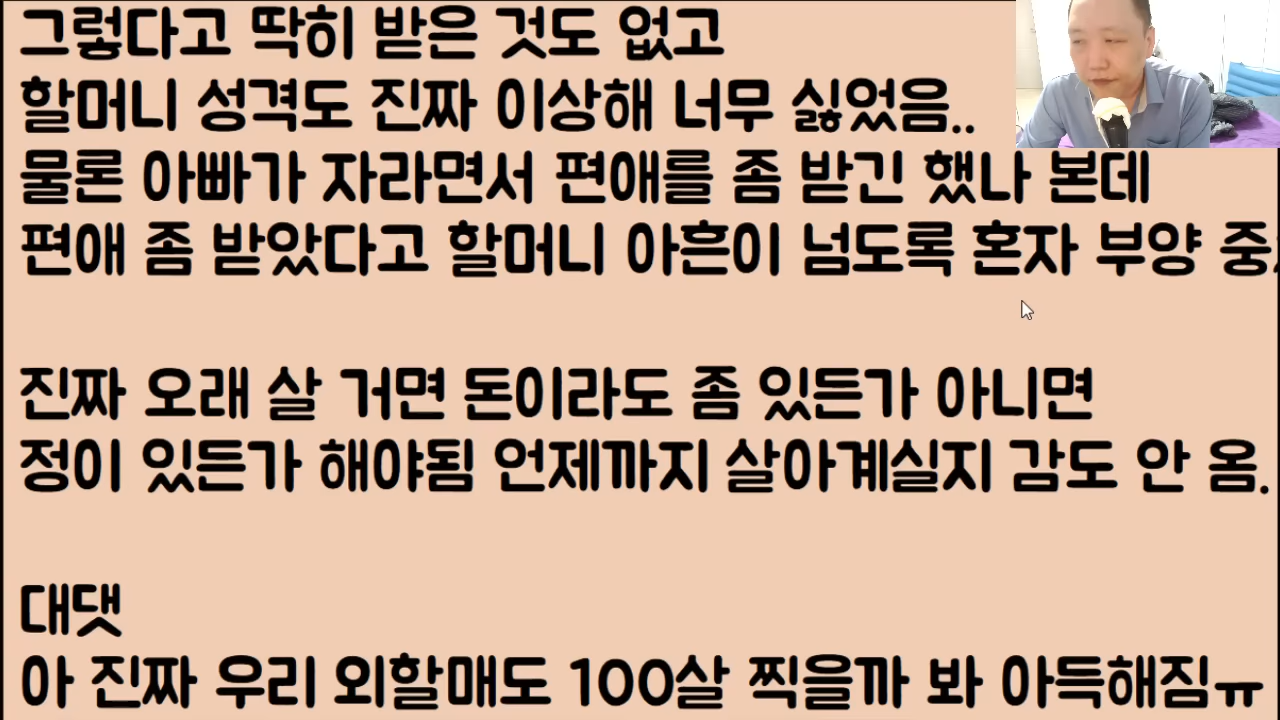 그렇다고 딱히 받은 것도 없고
할머니 성격도 진짜 이상해 너무 싫었음..
물론 아빠가 자라면서 편애를 좀 받긴 했나 본데
편애 좀 받았다고 할머니 아흔이 넘도록 혼자 부양 중
진짜 오래 살 거면 돈이라도 좀 있든가 아니면
정이 있든가 해야됨 언제까지 살아계실지 감도 안 옴.
대댓
아 진짜 우리 외할매도 100살 찍을까 봐 아득해짐ㅠ